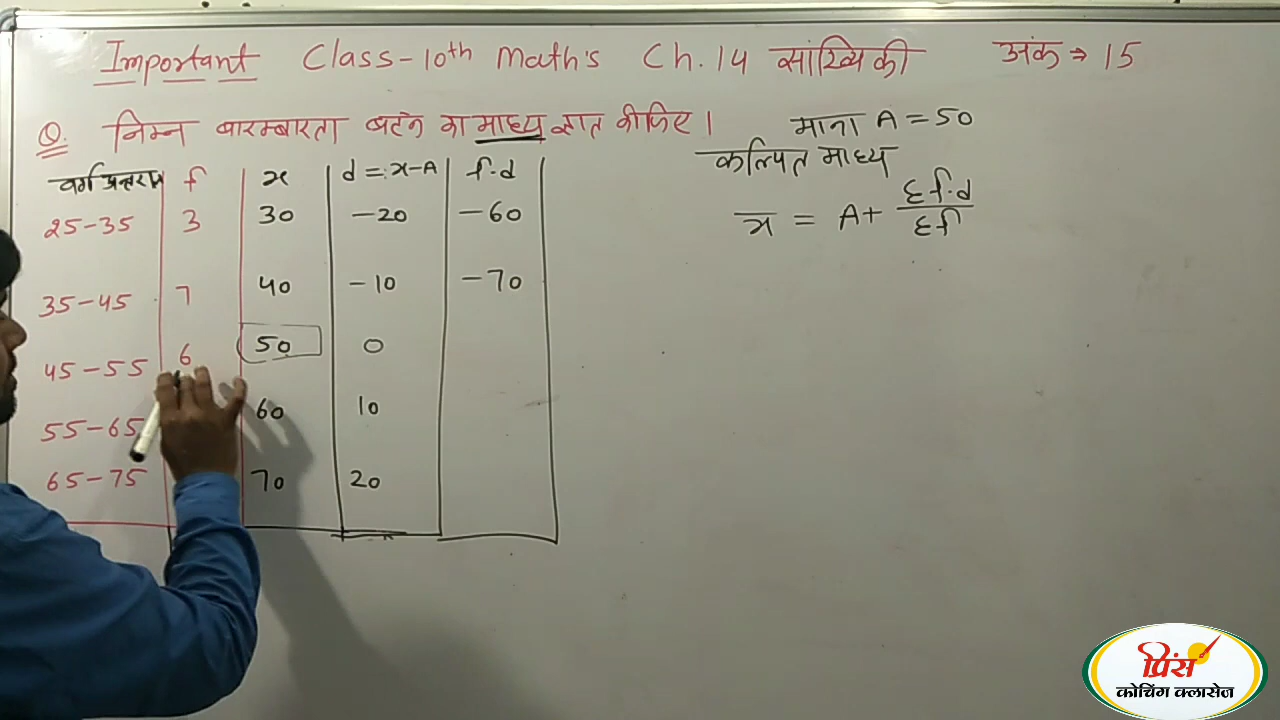 Important Class-10th Math's Ch.14 सांख्यिकी अंक ⇒ 15
Q. निम्न बारम्बारता बटंन का माध्य ज्ञात कीजिए। माना A = 50
कल्पित माध्य
वर्ग अन्तराल f x d = x-A f.d
25-35 3 30 -20 -60
x̄ = A + Σf.d / Σf
35-45 7 40 -10 -70
45-55 6 50 0
55-65 60 10
65-75 70 20
प्रिंस
कोचिंग क्लासेज